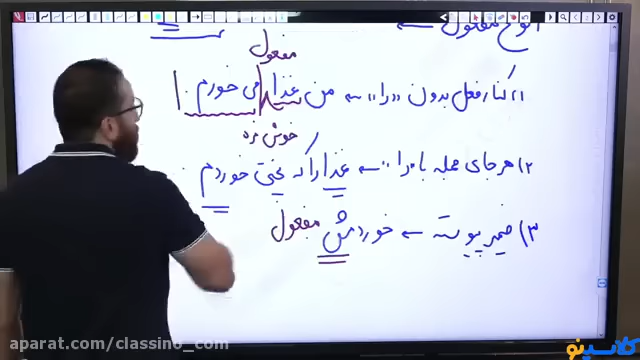 انواع مفعول ←
مفعول
۱) کنار فعل بدون «را» ← من غذا می خورم.
خوش مزه
۲) هر جای جمله با «را» ← غذا را که نمی خوردم
۳) ضمیر پیوسته ← خوردمش مفعول
aparat.com/classino_com
کلاسینو